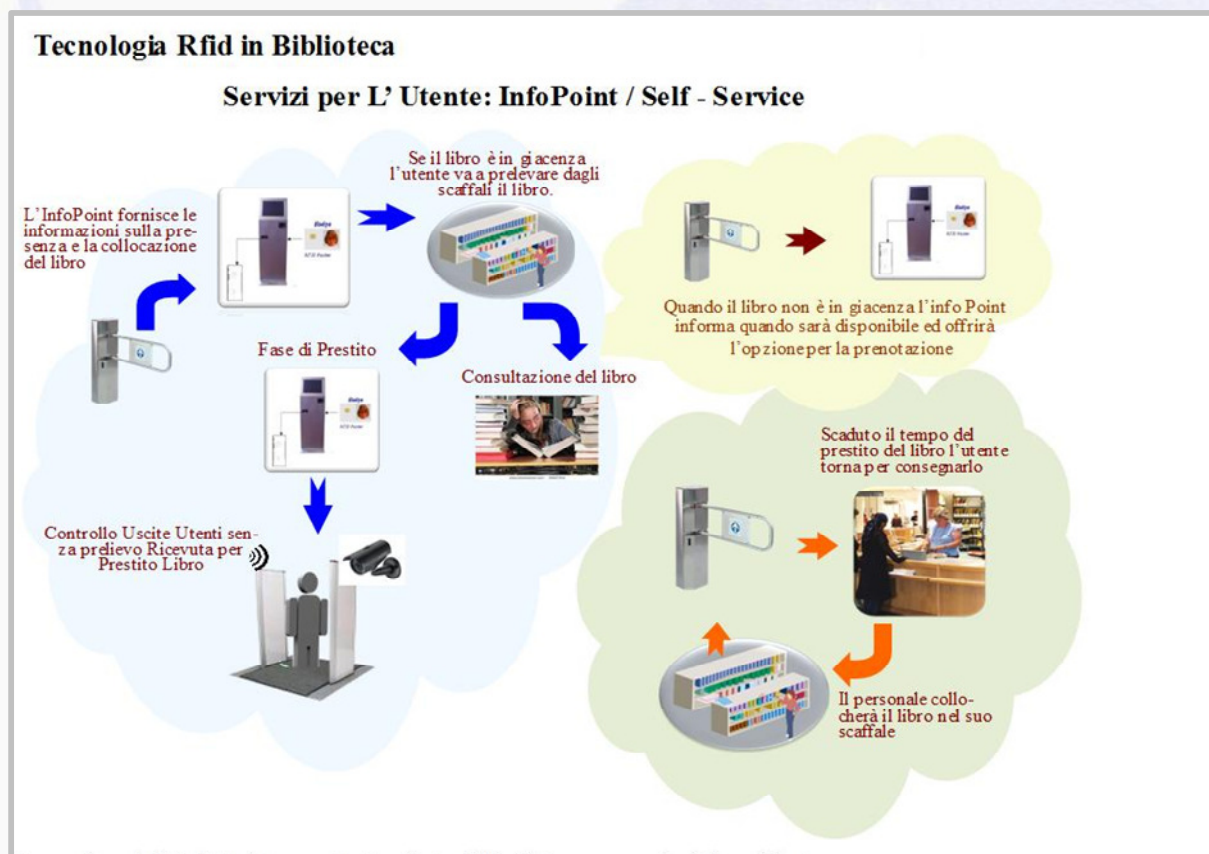 Tecnologia Rfid in Biblioteca
Servizi per L' Utente: InfoPoint / Self - Service
L'InfoPoint fornisce le
informazioni sulla pre-
senza e la collocazione
del libro
Se il libro è in giacenza
l'utente va a prelevare dagli
scaffali il libro.
Fase di Prestito
Consultazione del libro
Controllo Uscite Utenti sen-
za prelievo Ricevuta per
Prestito Libro
Quando il libro non è in giacenza l'info Point
informa quando sarà disponibile ed offrirà
l'opzione per la prenotazione
Scaduto il tempo del
prestito del libro l'utente
torna per consegnarlo
Il personale collo-
cherà il libro nel suo
scaffale